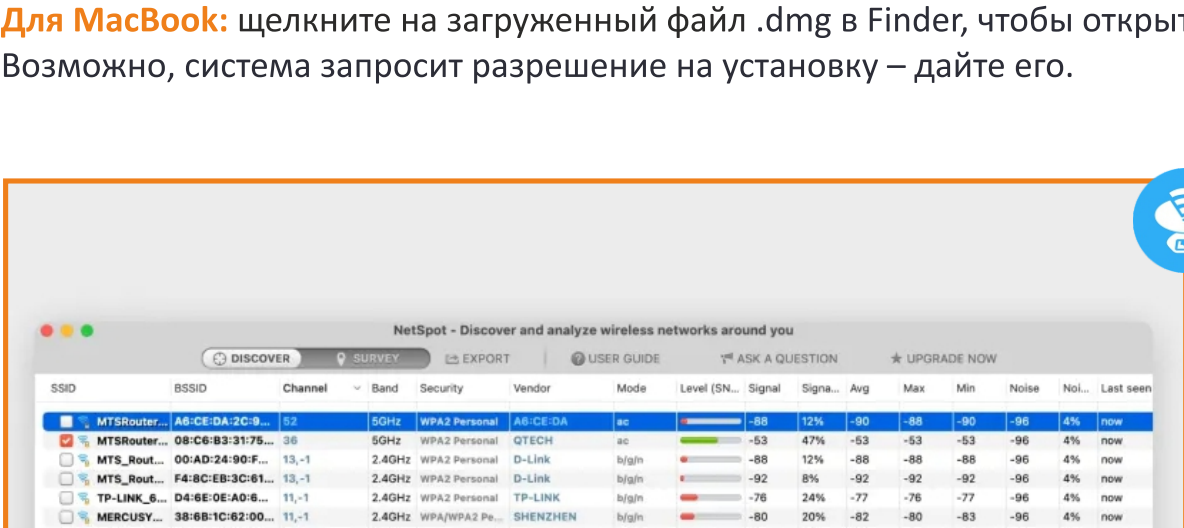 Для MacBook: щелкните на загруженный файл .dmg в Finder, чтобы открыт
Возможно, система запросит разрешение на установку – дайте его.
NetSpot - Discover and analyze wireless networks around you
DISCOVER SURVEY EXPORT USER GUIDE ASK A QUESTION UPGRADE NOW
SSID BSSID Channel Band Security Vendor Mode Level (SN... Signal Signa... Avg Max Min Noise Noi... Last seen
MTSRouter... A6:CE:DA:2C:9... 52 5GHz WPA2 Personal A6:CE:DA ac -88 12% -90 -88 -90 -96 4% now
MTSRouter... 08:C6:B3:31:75... 36 5GHz WPA2 Personal QTECH ac -53 47% -53 -53 -53 -96 4% now
MTS_Rout... 00:AD:24:90:F... 13,-1 2.4GHz WPA2 Personal D-Link b/g/n -88 12% -88 -88 -88 -96 4% now
MTS_Rout... F4:8C:EB:3C:61... 13,-1 2.4GHz WPA2 Personal D-Link b/g/n -92 8% -92 -92 -92 -96 4% now
TP-LINK_6... D4:6E:0E:A0:6... 11,-1 2.4GHz WPA2 Personal TP-LINK b/g/n -76 24% -77 -76 -77 -96 4% now
MERCUSY... 38:6B:1C:62:00... 11,-1 2.4GHz WPA/WPA2 Pe... SHENZHEN b/g/n -80 20% -82 -80 -83 -96 4% now